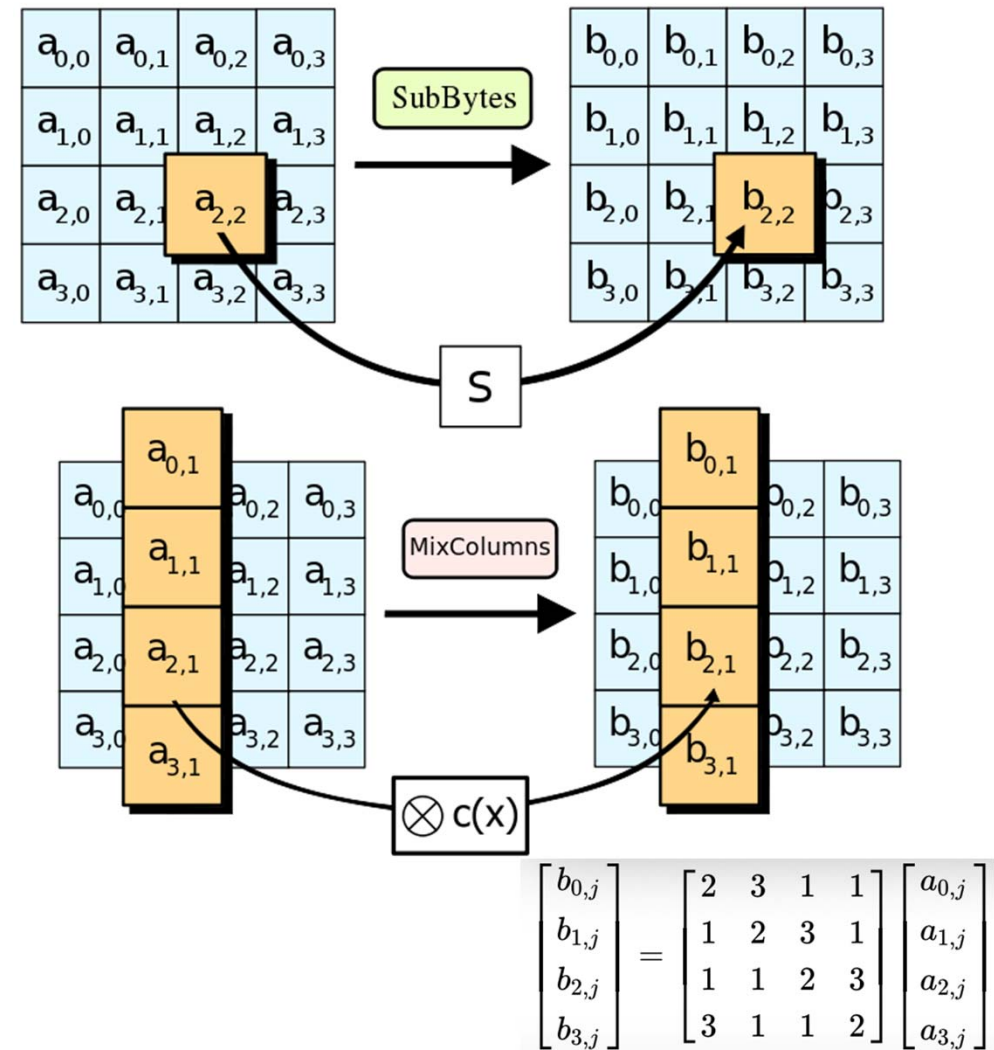 a0,0 a0,1 a0,2 a0,3
a1,0 a1,1 a1,2 a1,3
a2,0 a2,1 a2,2 a2,3
a3,0 a3,1 a3,2 a3,3
SubBytes
b0,0 b0,1 b0,2 b0,3
b1,0 b1,1 b1,2 b1,3
b2,0 b2,1 b2,2 b2,3
b3,0 b3,1 b3,2 b3,3
S
a0,1
a0,0 a0,2 a0,3
a1,1
a1,0 a1,2 a1,3
a2,1
a2,0 a2,2 a2,3
a3,0 a3,2 a3,3
a3,1
MixColumns
b0,1
b0,0 b0,2 b0,3
b1,1
b1,0 b1,2 b1,3
b2,1
b2,0 b2,2 b2,3
b3,0 b3,2 b3,3
b3,1
⊗ c(x)
b0,j 2 3 1 1 a0,j
b1,j 1 2 3 1 a1,j
=
b2,j 1 1 2 3 a2,j
b3,j 3 1 1 2 a3,j